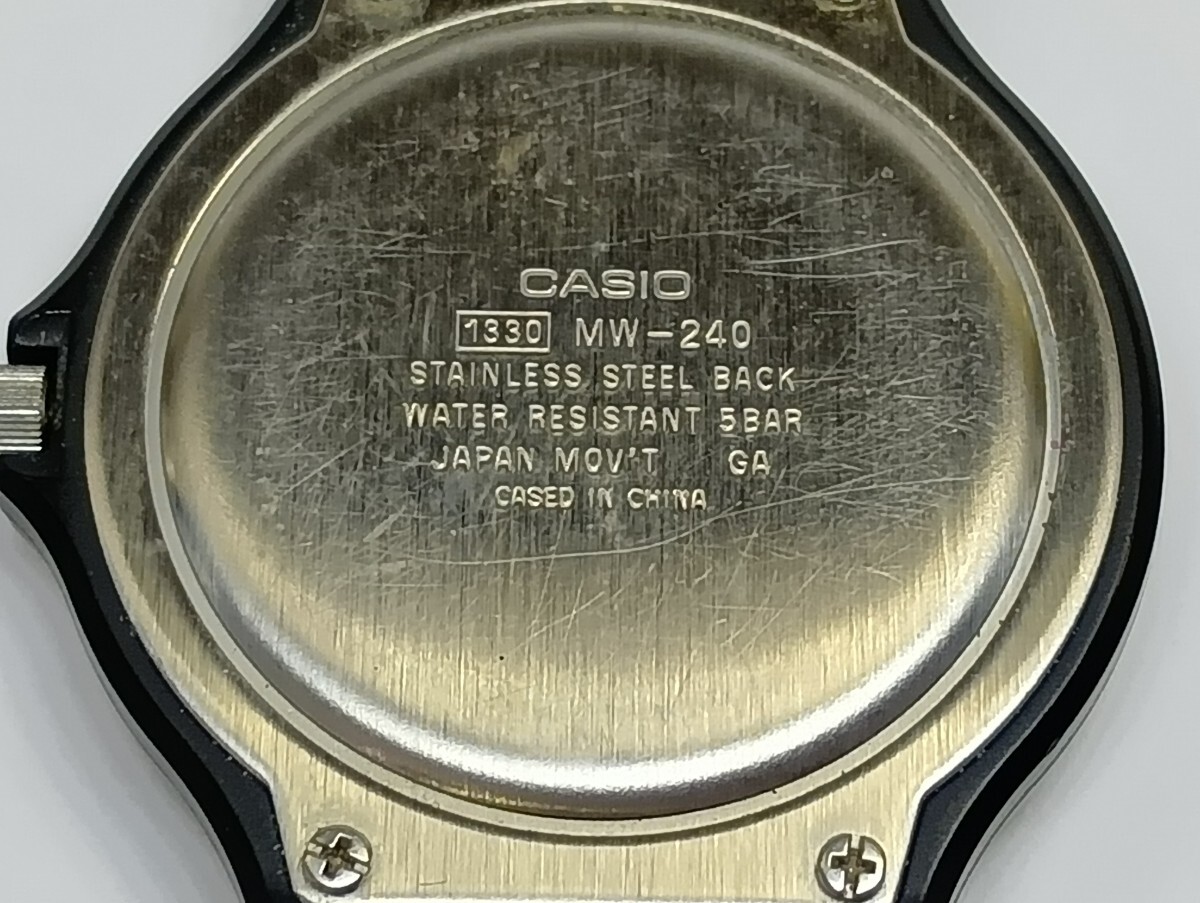 CASIO
1330 MW-240
STAINLESS STEEL BACK
WATER RESISTANT 5BAR
JAPAN MOV'T GA
CASED IN CHINA